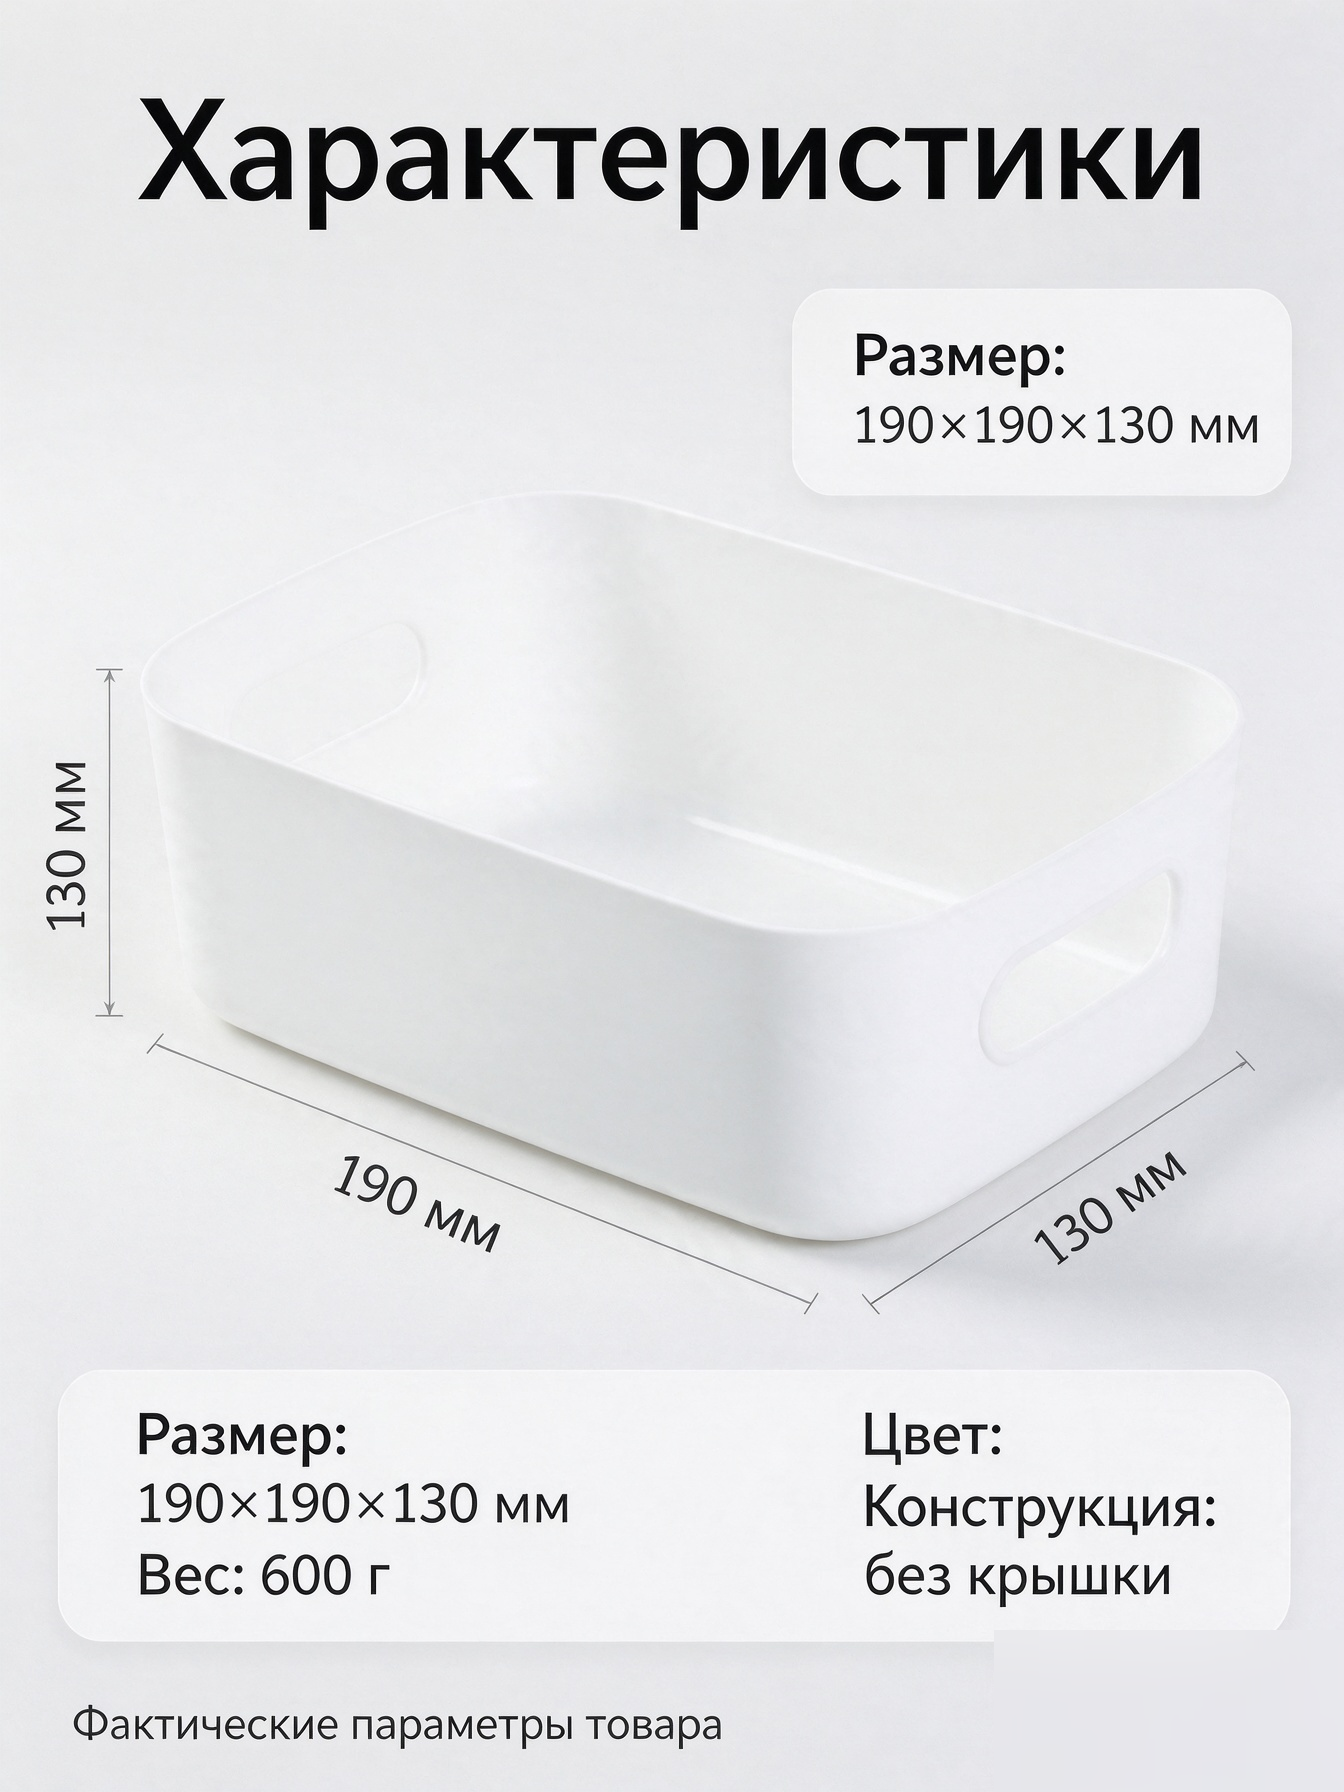 Характеристики
Размер:
190×190×130 мм
130 мм
190 мм
130 мм
Размер:
190×190×130 мм
Вес: 600 г
Цвет:
Конструкция:
без крышки
Фактические параметры товара